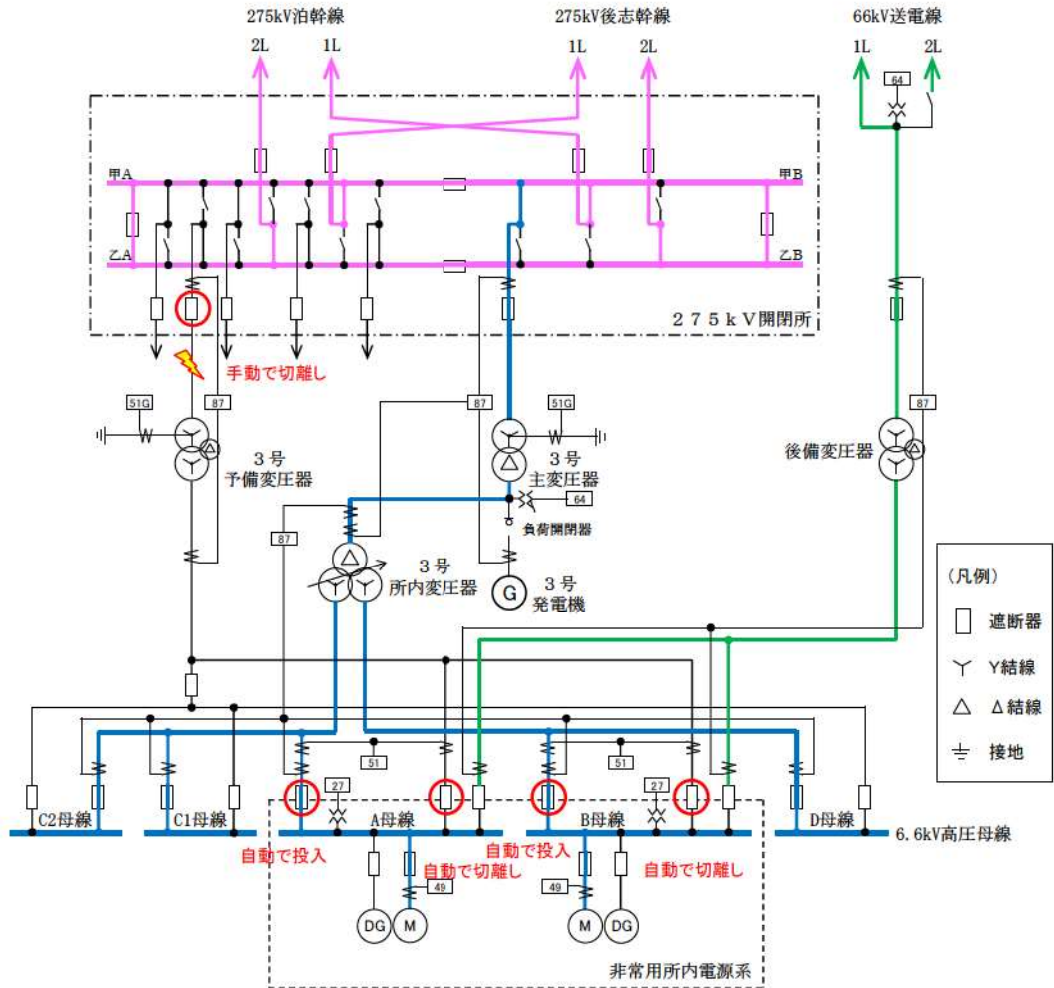 275kV泊幹線 275kV後志幹線 66kV送電線
2L 1L 1L 2L 1L 2L
64
甲A 甲B
乙A 乙B
275kV開閉所
手動で切離し
51G 87 87 51G 87
3号
予備変圧器
3号
主変圧器
後備変圧器
64
87
負荷開閉器
3号
所内変圧器
G
3号
発電機
(凡例)
遮断器
Y結線
Δ結線
接地
51 51
27 27
C2母線 C1母線 A母線 B母線 D母線
6.6kV高圧母線
自動で投入 自動で切離し 自動で投入 自動で切離し
49 49
DG M M DG
非常用所内電源系